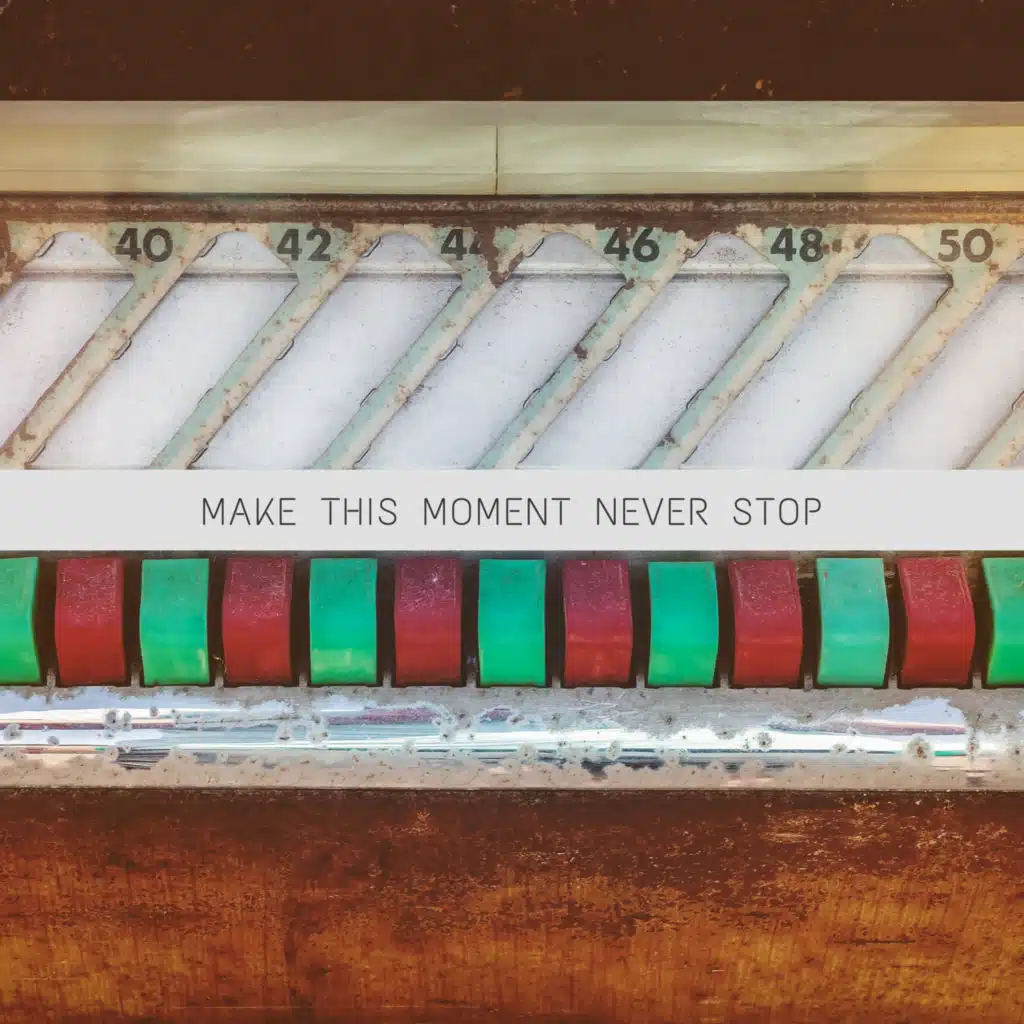 40 42 44 46 48 50
MAKE THIS MOMENT NEVER STOP